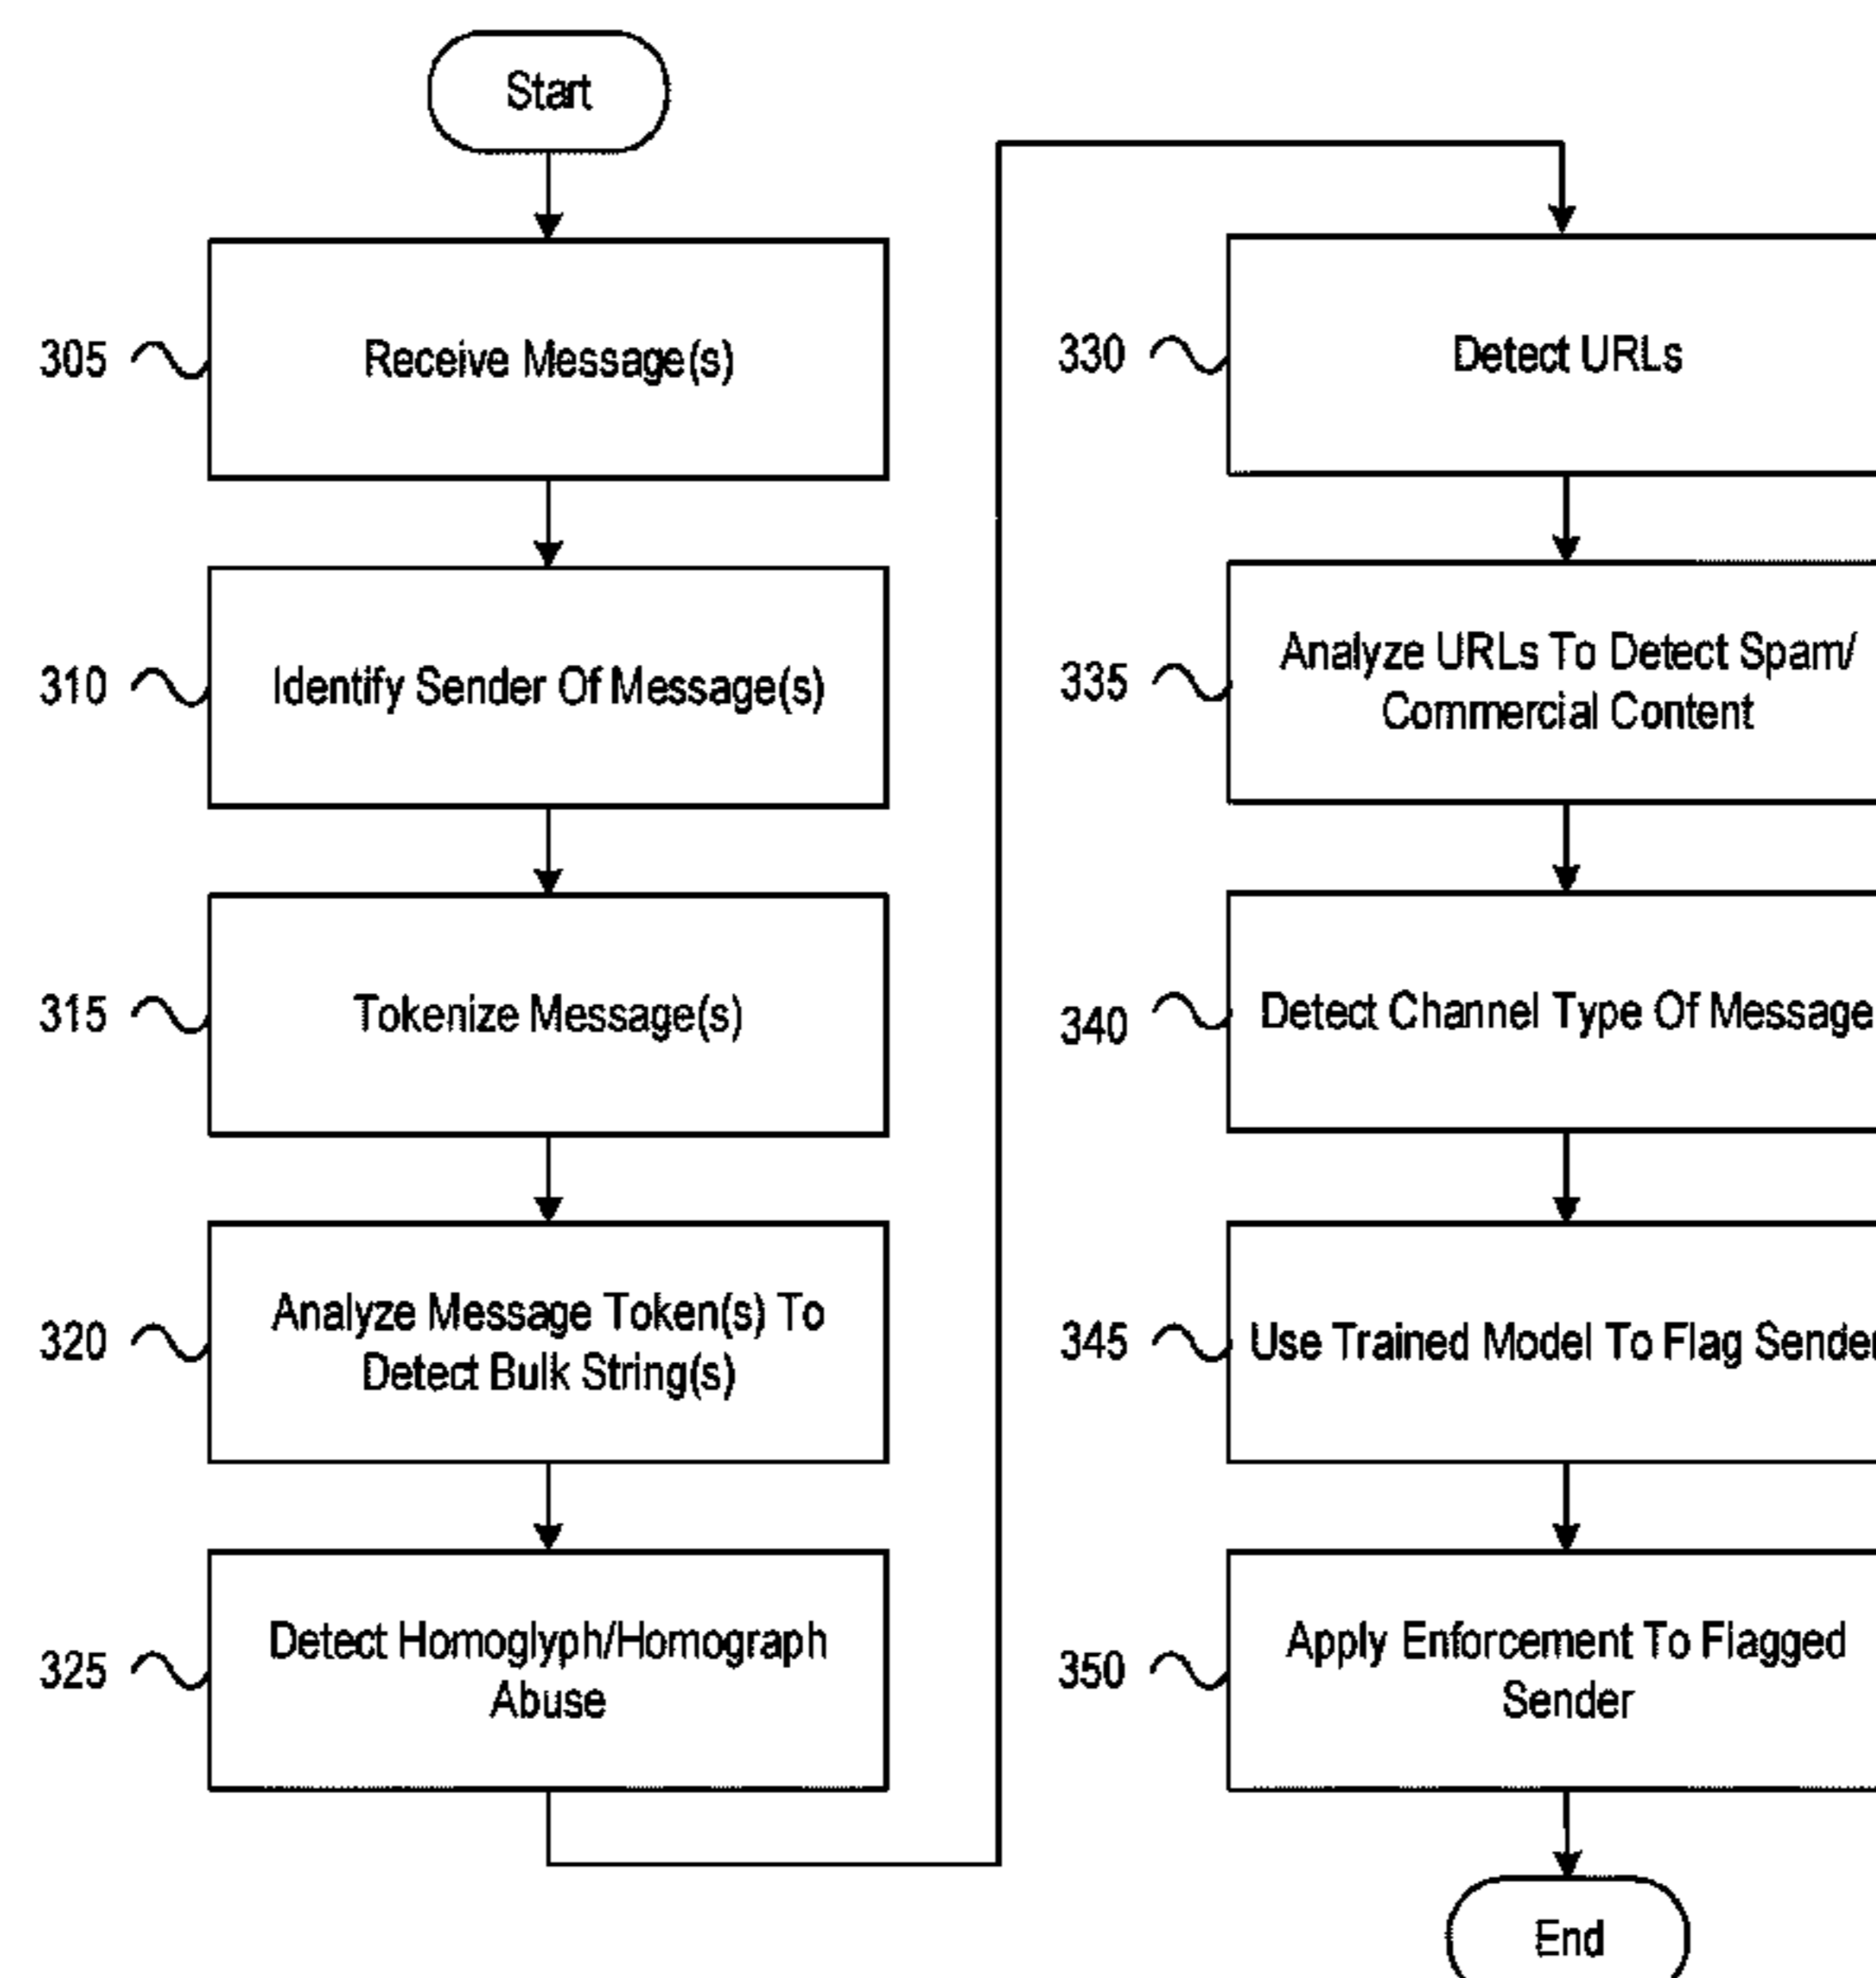 Start
305
Receive Message(s)
310
Identify Sender Of Message(s)
315
Tokenize Message(s)
320
Analyze Message Token(s) To
Detect Bulk String(s)
325
Detect Homoglyph/Homograph
Abuse
330
Detect URLs
335
Analyze URLs To Detect Spam/
Commercial Content
340
Detect Channel Type Of Message
345
Use Trained Model To Flag Sender
350
Apply Enforcement To Flagged
Sender
End